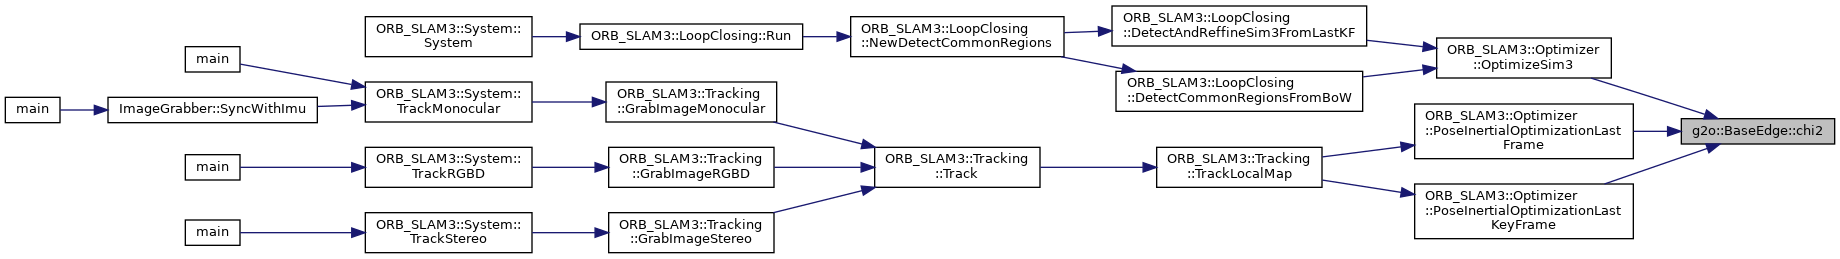 main
ImageGrabber::SyncWithImu
main
main
main
ORB_SLAM3::System::
System
ORB_SLAM3::System::
TrackMonocular
ORB_SLAM3::System::
TrackRGBD
ORB_SLAM3::System::
TrackStereo
ORB_SLAM3::LoopClosing::Run
ORB_SLAM3::Tracking
::GrabImageMonocular
ORB_SLAM3::Tracking
::GrabImageRGBD
ORB_SLAM3::Tracking
::GrabImageStereo
ORB_SLAM3::LoopClosing
::NewDetectCommonRegions
ORB_SLAM3::Tracking
::Track
ORB_SLAM3::LoopClosing
::DetectAndReffineSim3FromLastKF
ORB_SLAM3::LoopClosing
::DetectCommonRegionsFromBoW
ORB_SLAM3::Tracking
::TrackLocalMap
ORB_SLAM3::Optimizer
::OptimizeSim3
ORB_SLAM3::Optimizer
::PoseInertialOptimizationLast
Frame
ORB_SLAM3::Optimizer
::PoseInertialOptimizationLast
KeyFrame
g2o::BaseEdge::chi2